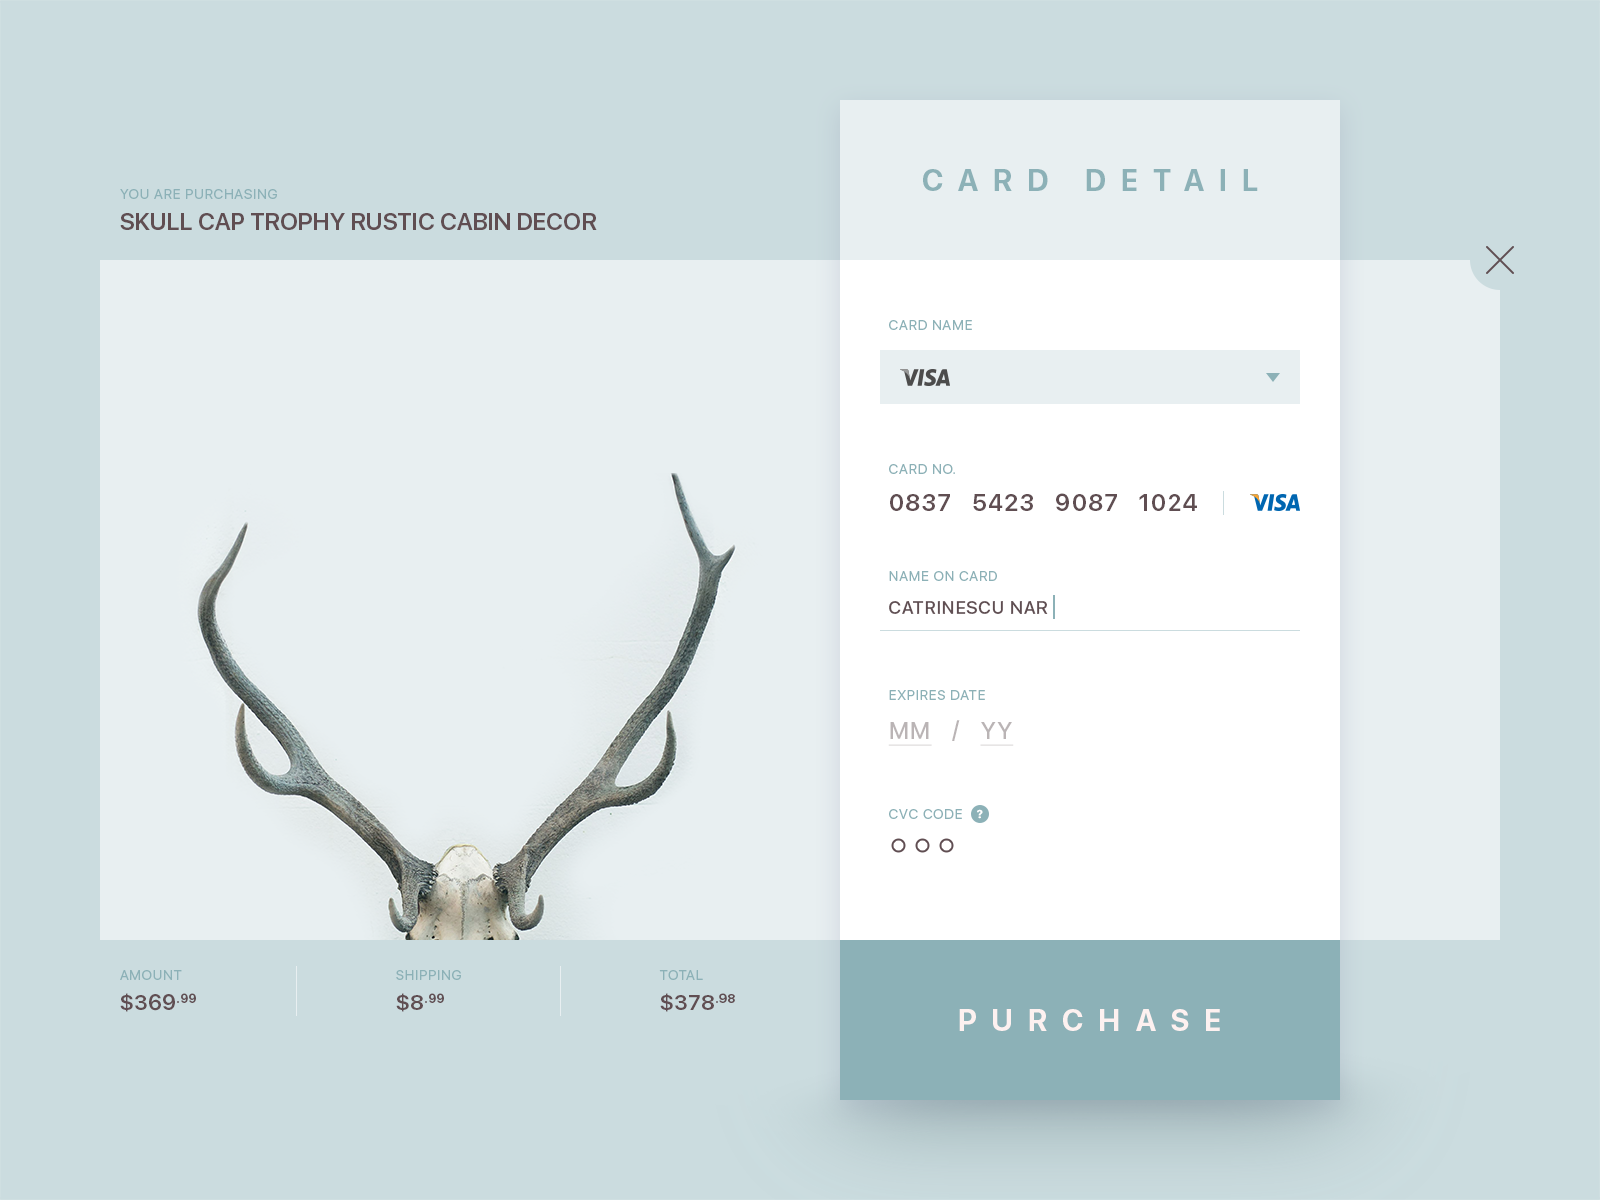 YOU ARE PURCHASING
SKULL CAP TROPHY RUSTIC CABIN DECOR
AMOUNT
$369.99
SHIPPING
$8.99
TOTAL
$378.98
CARD DETAIL
CARD NAME
VISA
CARD NO.
0837 5423 9087 1024 VISA
NAME ON CARD
CATRINESCU NAR
EXPIRES DATE
MM / YY
CVC CODE ?
PURCHASE